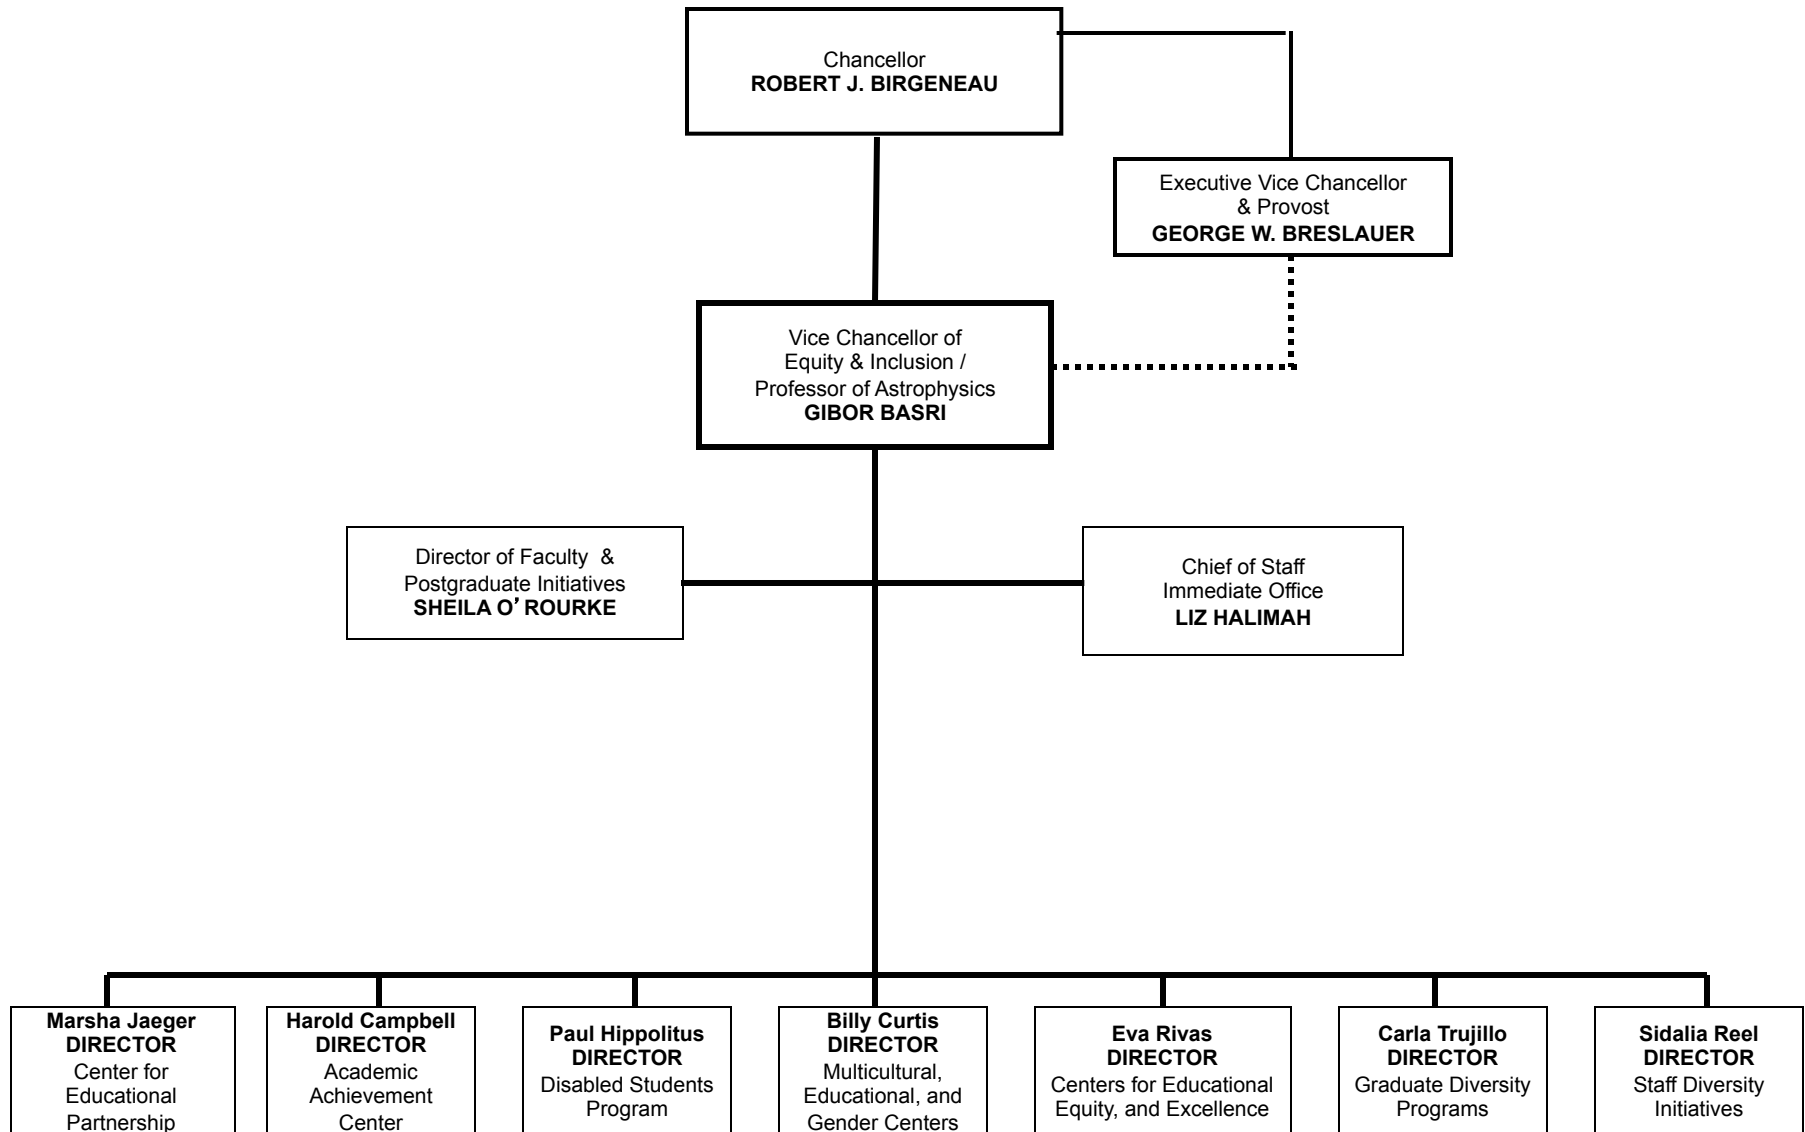 Chancellor
ROBERT J. BIRGENEAU
Executive Vice Chancellor
& Provost
GEORGE W. BRESLAUER
Vice Chancellor of
Equity & Inclusion /
Professor of Astrophysics
GIBOR BASRI
Director of Faculty &
Postgraduate Initiatives
SHEILA O’ ROURKE
Chief of Staff
Immediate Office
LIZ HALIMAH
Marsha Jaeger
DIRECTOR
Center for
Educational
Partnership
Harold Campbell
DIRECTOR
Academic
Achievement
Center
Paul Hippolitus
DIRECTOR
Disabled Students
Program
Billy Curtis
DIRECTOR
Multicultural,
Educational, and
Gender Centers
Eva Rivas
DIRECTOR
Centers for Educational
Equity, and Excellence
Carla Trujillo
DIRECTOR
Graduate Diversity
Programs
Sidalia Reel
DIRECTOR
Staff Diversity
Initiatives